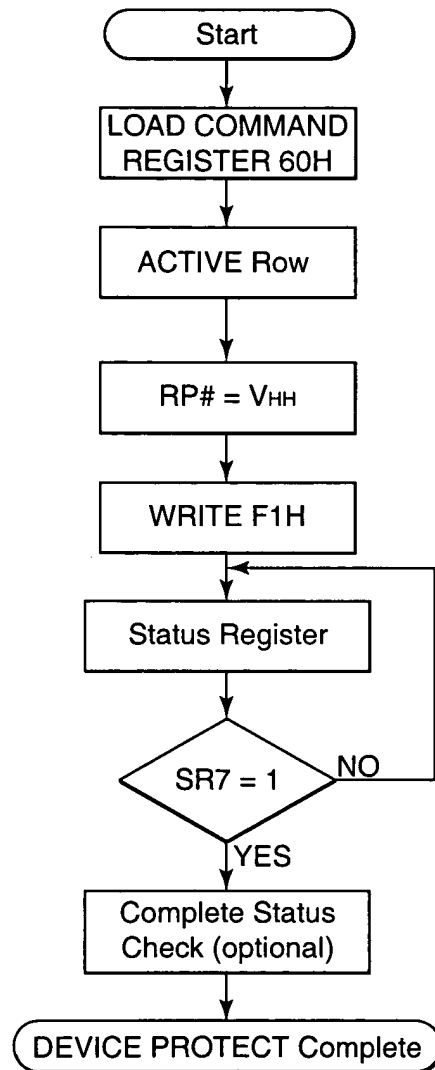 Start
LOAD COMMAND
REGISTER 60H
ACTIVE Row
RP# = VHH
WRITE F1H
Status Register
SR7 = 1
NO
YES
Complete Status
Check (optional)
DEVICE PROTECT Complete